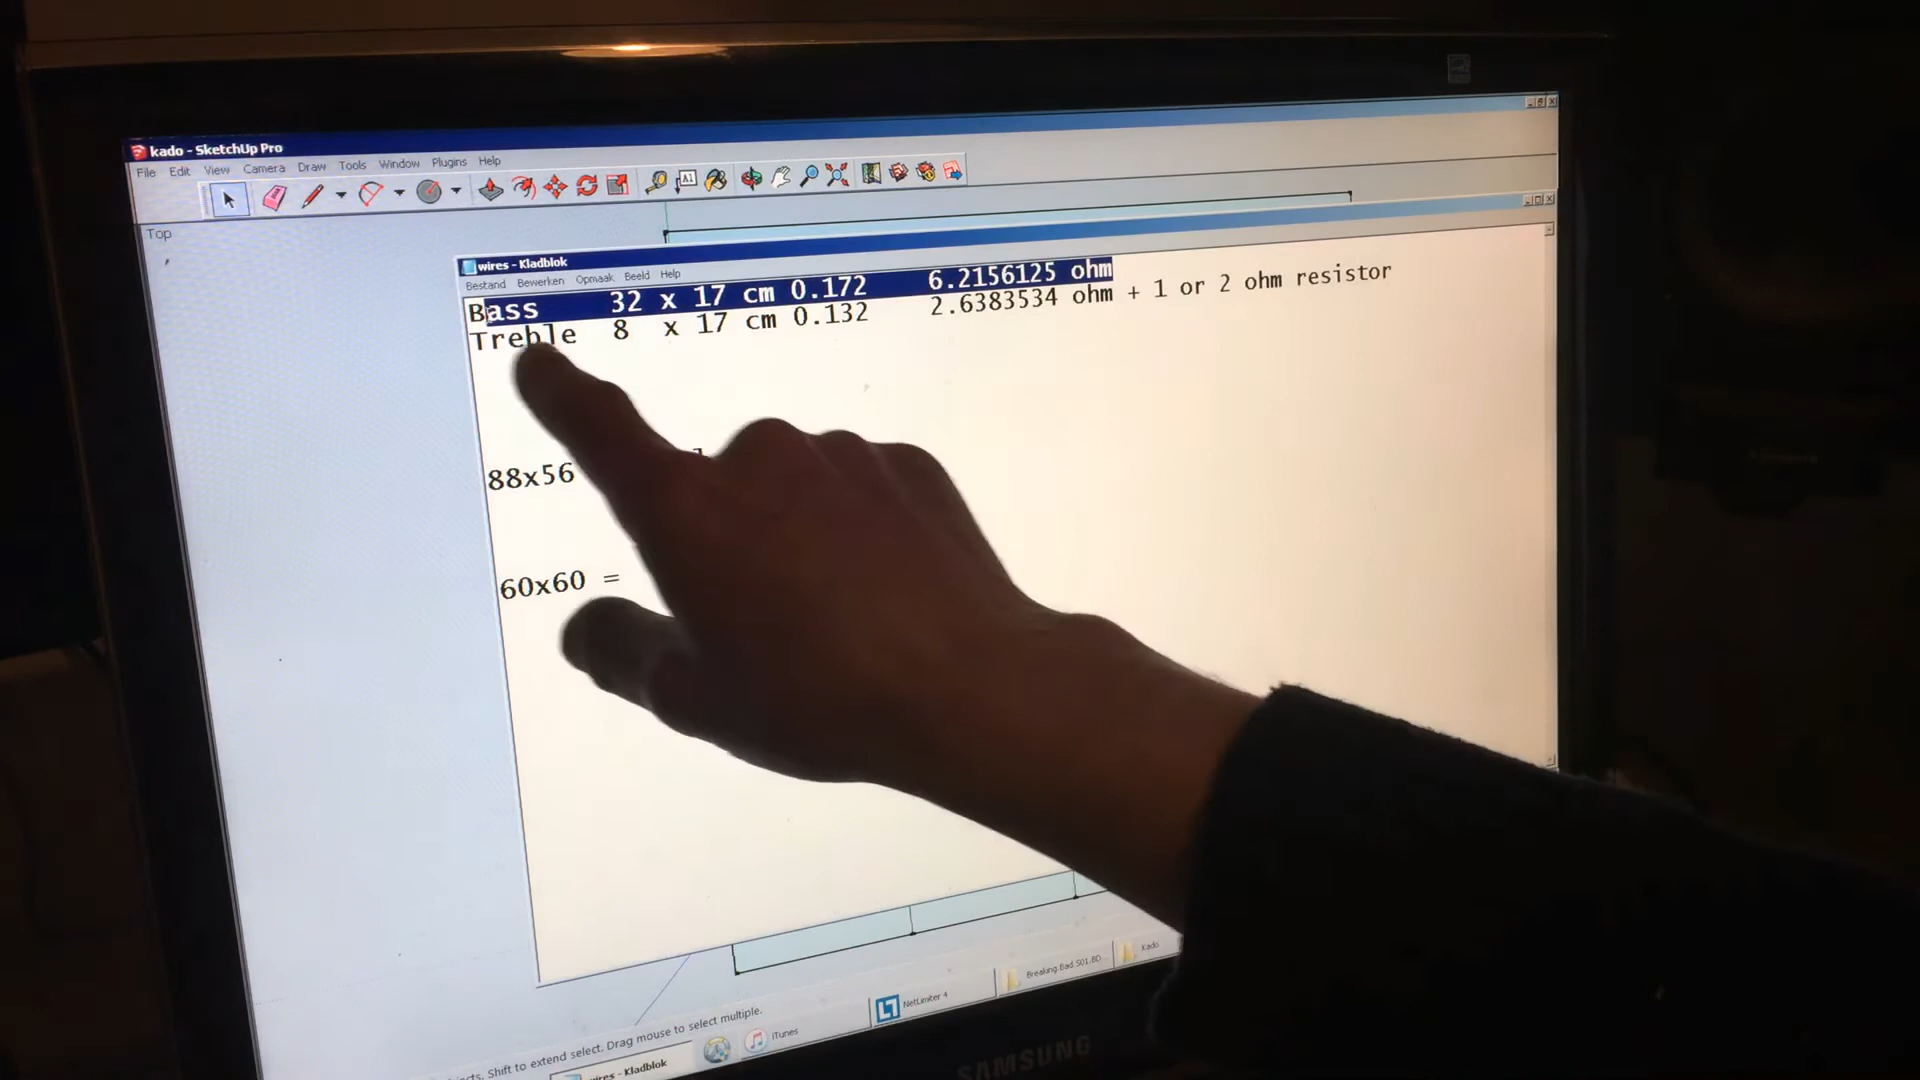 kado - SketchUp Pro
File Edit View Camera Draw Tools Window Plugins Help
A1
Top
wires - Kladblok
Bestand Bewerken Opmaak Beeld Help
Bass 32 x 17 cm 0.172 6.2156125 ohm
Treble 8 x 17 cm 0.132 2.6383534 ohm + 1 or 2 ohm resistor
88x56
60x60 =
Shift to extend select. Drag mouse to select multiple.
wires - Kladblok
iTunes
NetLimiter 4
Breaking.Bad.S01.BD
Kado
SAMSUNG